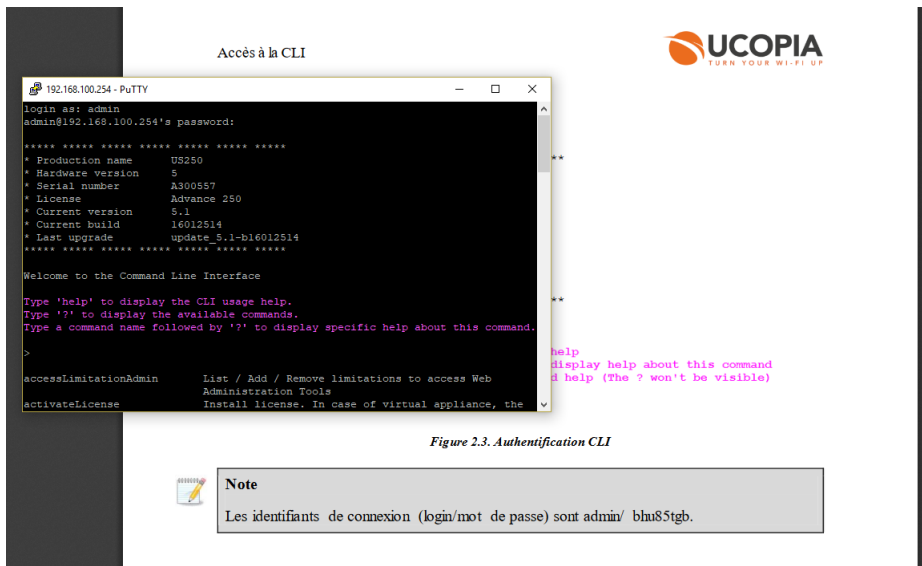 Accès à la CLI
UCOPIA
TURN YOUR WI-FI UP
192.168.100.254 - PuTTY
login as: admin
admin@192.168.100.254's password:
***** ***** ***** ***** ***** ***** *****
* Production name US250
* Hardware version 5
* Serial number A300557
* License Advance 250
* Current version 5.1
* Current build 16012514
* Last upgrade update_5.1-b16012514
***** ***** ***** ***** ***** ***** *****
Welcome to the Command Line Interface
Type 'help' to display the CLI usage help.
Type '?' to display the available commands.
Type a command name followed by '?' to display specific help about this command.
>
accessLimitationAdmin List / Add / Remove limitations to access Web
Administration Tools
activateLicense Install license. In case of virtual appliance, the
**
**
help
display help about this command
d help (The ? won't be visible)
Figure 2.3. Authentification CLI
Note
Les identifiants de connexion (login/mot de passe) sont admin/ bhu85tgb.